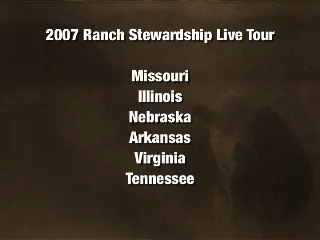 2007 Ranch Stewardship Live Tour
Missouri
Illinois
Nebraska
Arkansas
Virginia
Tennessee